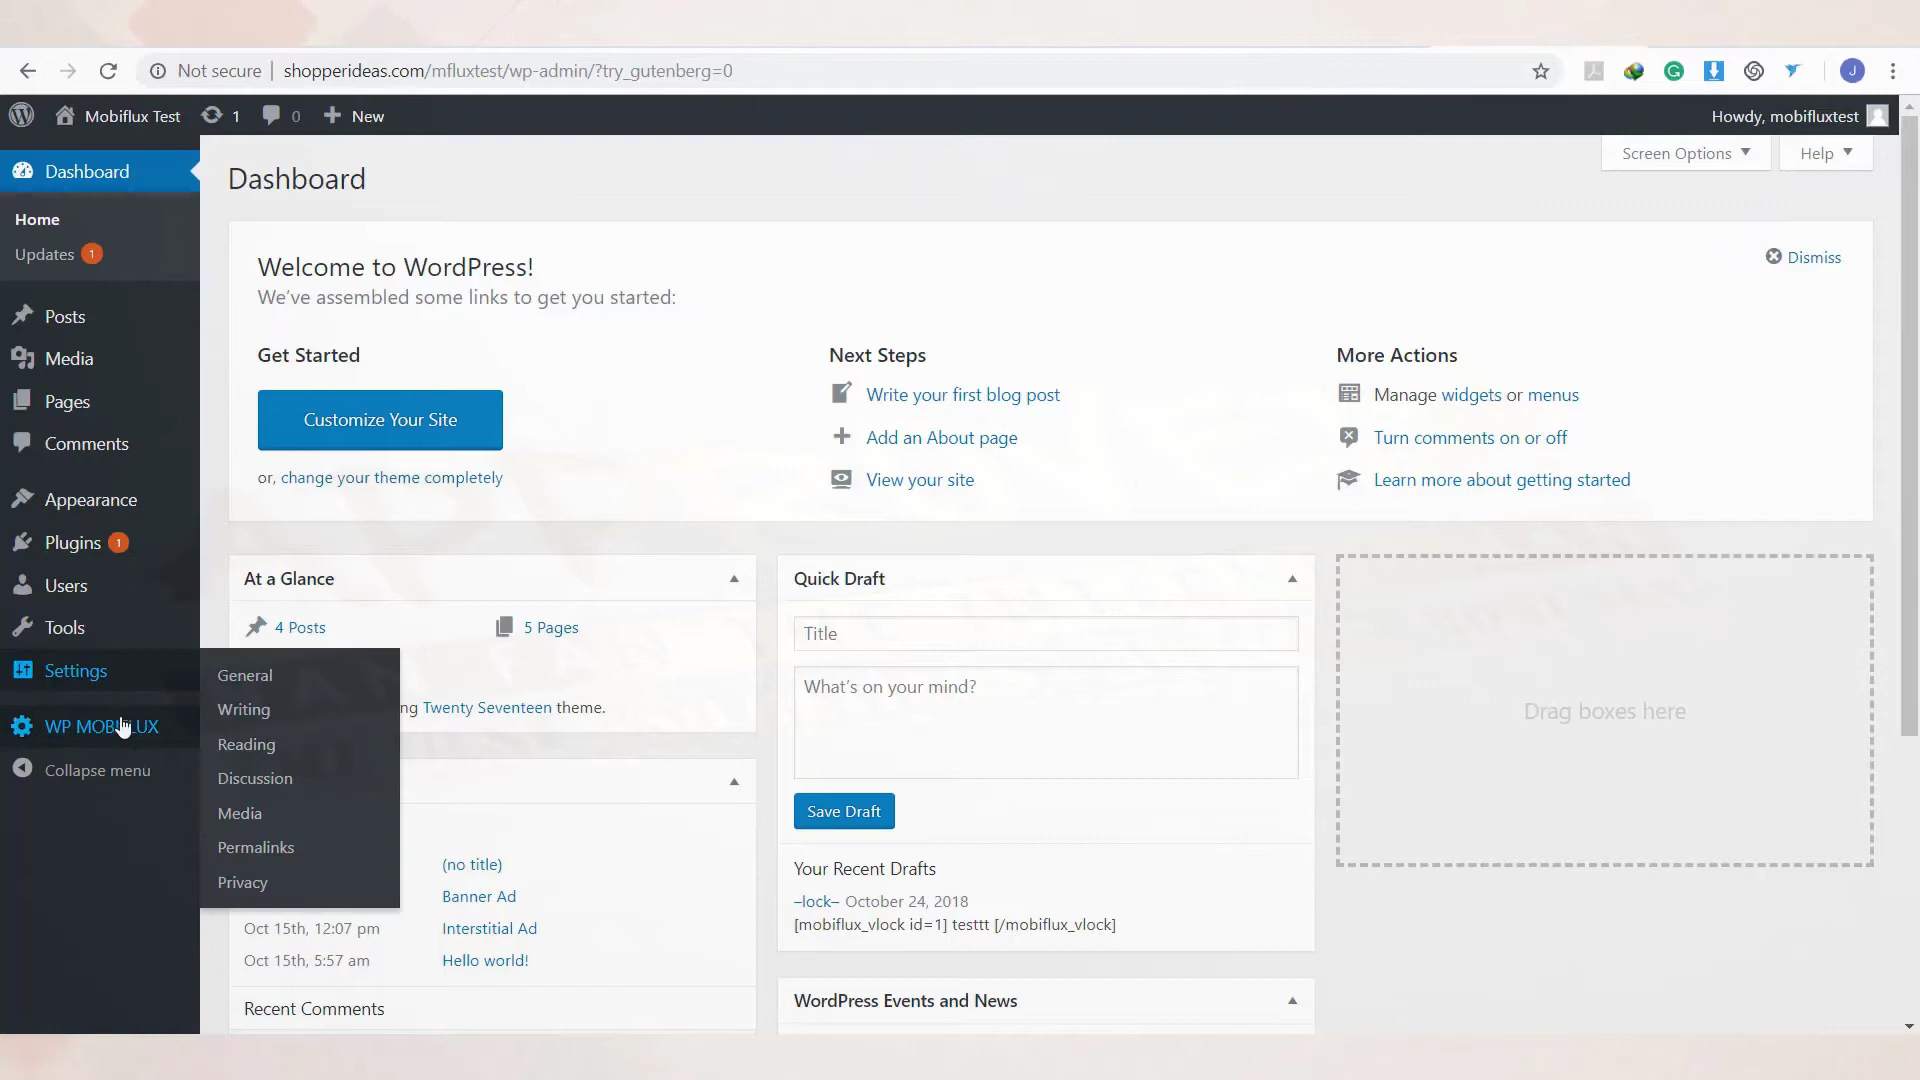 Not secure
shopperideas.com/mfluxtest/wp-admin/?try_gutenberg=0
J
Mobiflux Test
1
0
New
Howdy, mobifluxtest
Dashboard
Home
Updates 1
Posts
Media
Pages
Comments
Appearance
Plugins 1
Users
Tools
Settings
WP MOBIFLUX
Collapse menu
General
Writing
Reading
Discussion
Media
Permalinks
Privacy
Screen Options
Help
Dashboard
Welcome to WordPress!
We've assembled some links to get you started:
Dismiss
Get Started
Customize Your Site
or, change your theme completely
Next Steps
Write your first blog post
Add an About page
View your site
More Actions
Manage widgets or menus
Turn comments on or off
Learn more about getting started
At a Glance
4 Posts
5 Pages
ng Twenty Seventeen theme.
(no title)
Banner Ad
Oct 15th, 12:07 pm
Interstitial Ad
Oct 15th, 5:57 am
Hello world!
Recent Comments
Quick Draft
Title
What's on your mind?
Save Draft
Your Recent Drafts
–lock– October 24, 2018
[mobiflux_vlock id=1] testtt [/mobiflux_vlock]
WordPress Events and News
Drag boxes here